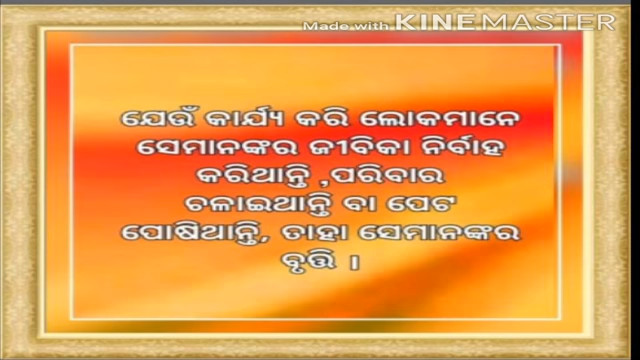 Made with KINEMASTER
ଯେଉଁ କାର୍ଯ୍ୟ କରି ଲୋକମାନେ
ସେମାନଙ୍କର ଜୀବିକା ନିର୍ବାହ
କରିଥାନ୍ତି ,ପରିବାର
ଚଳାଇଥାନ୍ତି ବା ପେଟ
ପୋଷିଥାନ୍ତି, ତାହା ସେମାନଙ୍କର
ବୃତ୍ତି ।